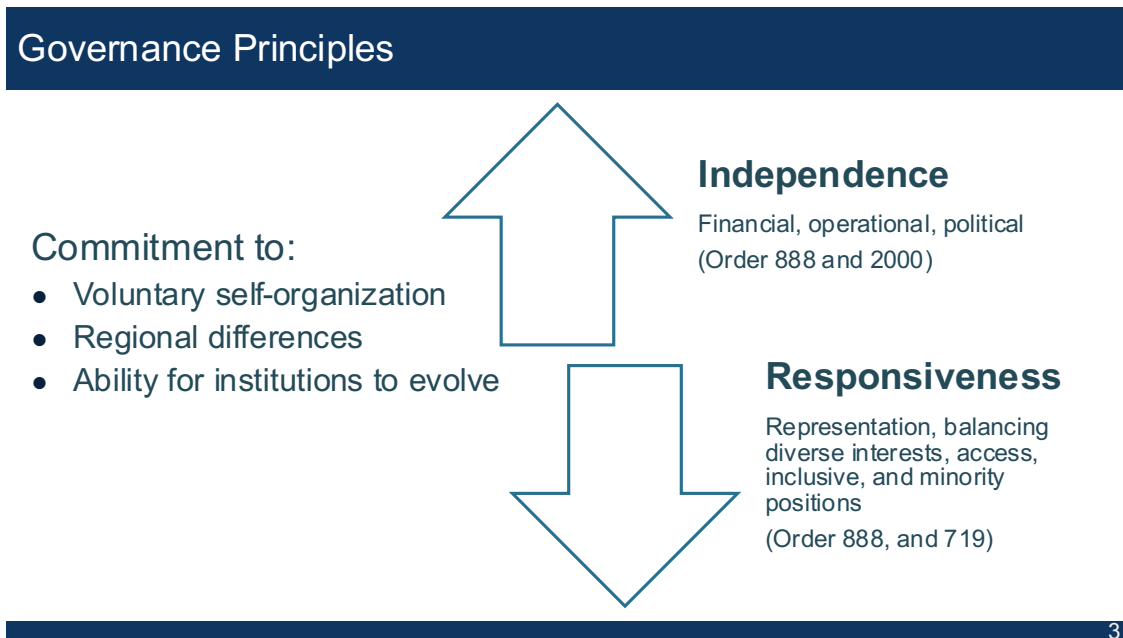 Governance Principles
Commitment to:
● Voluntary self-organization
● Regional differences
● Ability for institutions to evolve
Independence
Financial, operational, political
(Order 888 and 2000)
Responsiveness
Representation, balancing
diverse interests, access,
inclusive, and minority
positions
(Order 888, and 719)
3